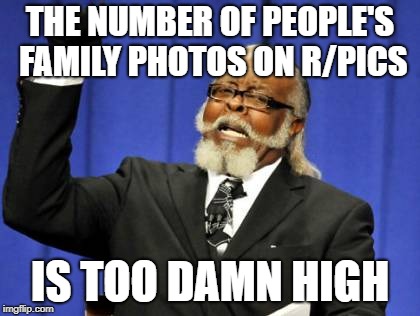 THE NUMBER OF PEOPLE'S
FAMILY PHOTOS ON R/PICS
IS TOO DAMN HIGH
imgflip.com